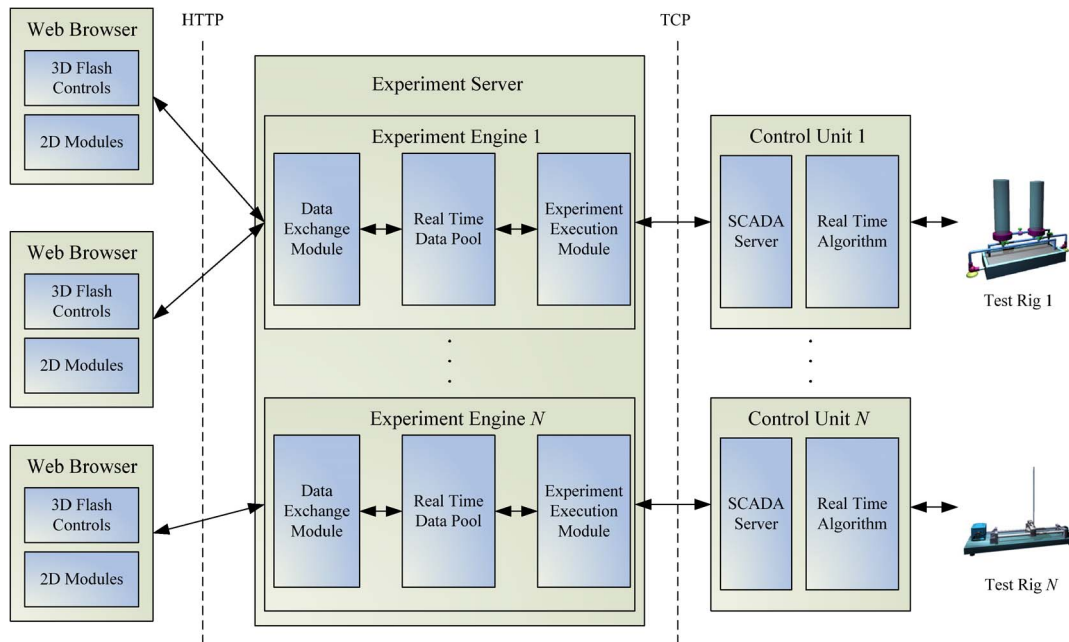 Web Browser
3D Flash
Controls
2D Modules
Web Browser
3D Flash
Controls
2D Modules
Web Browser
3D Flash
Controls
2D Modules
HTTP
Experiment Server
Experiment Engine 1
Data
Exchange
Module
Real Time
Data Pool
Experiment
Execution
Module
Experiment Engine N
Data
Exchange
Module
Real Time
Data Pool
Experiment
Execution
Module
TCP
Control Unit 1
SCADA
Server
Real Time
Algorithm
Test Rig 1
Control Unit N
SCADA
Server
Real Time
Algorithm
Test Rig N